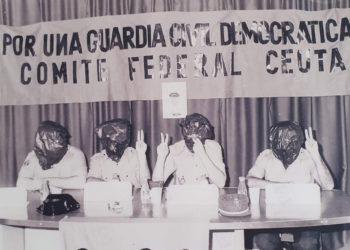 POR UNA GUARDIA CIVIL DEMOCRATICA
COMITE FEDERAL CEUTA